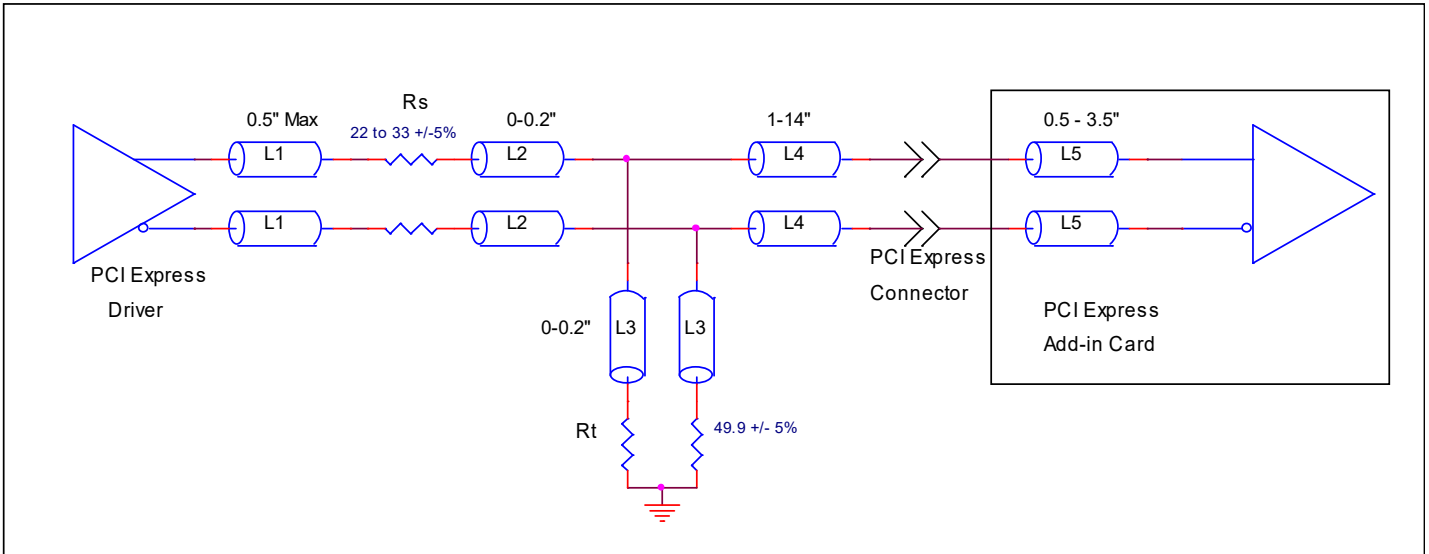 Rs
0.5" Max
22 to 33 +/-5%
0-0.2"
1-14"
0.5 - 3.5"
L1
L2
L4
L5
L1
L2
L4
L5
PCI Express
Driver
PCI Express
Connector
PCI Express
Add-in Card
0-0.2"
L3
L3
Rt
49.9 +/- 5%